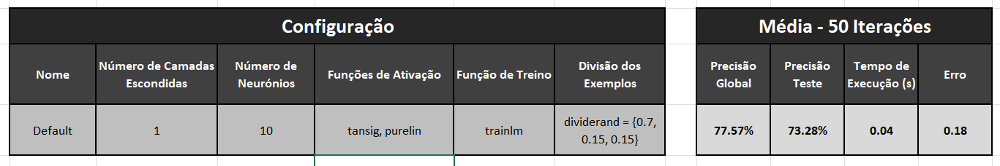 Configuração
Média - 50 Iterações
Nome
Número de Camadas
Escondidas
Número de
Neurónios
Funções de Ativação
Função de Treino
Divisão dos
Exemplos
Precisão
Global
Precisão
Teste
Tempo de
Execução (s)
Erro
Default
1
10
tansig, purelin
trainlm
dividerand = {0.7,
0.15, 0.15}
77.57%
73.28%
0.04
0.18